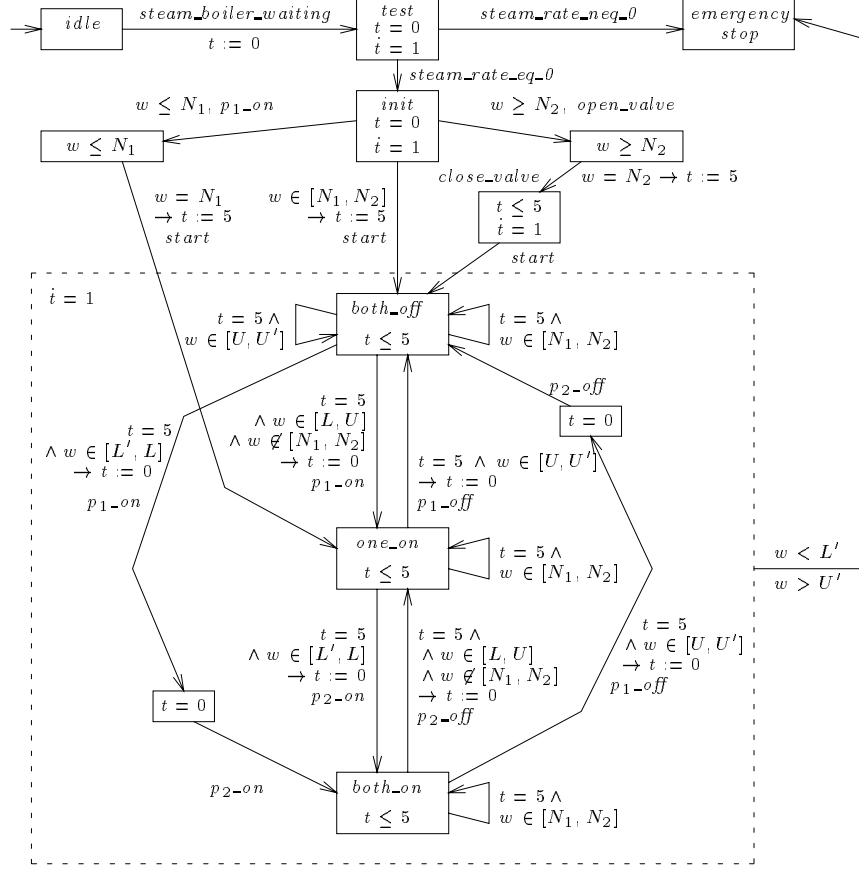 idle
steam_boiler_waiting
t := 0
test
t = 0
ṫ = 1
steam_rate_neq_0
emergency
stop
steam_rate_eq_0
w ≤ N₁, p₁_on
init
t = 0
ṫ = 1
w ≥ N₂, open_valve
w ≤ N₁
w ≥ N₂
close_valve
w = N₂ → t := 5
w = N₁
→ t := 5
start
w ∈ [N₁, N₂]
→ t := 5
start
t ≤ 5
ṫ = 1
start
ṫ = 1
both_off
t ≤ 5
t = 5 ∧
w ∈ [U, U′]
t = 5 ∧
w ∈ [N₁, N₂]
p₂_off
t = 0
t = 5
∧ w ∈ [L′, L]
→ t := 0
p₁_on
t = 5
∧ w ∈ [L, U]
∧ w ∉ [N₁, N₂]
→ t := 0
p₁_on
t = 5 ∧ w ∈ [U, U′]
→ t := 0
p₁_off
one_on
t ≤ 5
t = 5 ∧
w ∈ [N₁, N₂]
w < L′
w > U′
t = 5
∧ w ∈ [L′, L]
→ t := 0
p₂_on
t = 5 ∧
∧ w ∈ [L, U]
∧ w ∉ [N₁, N₂]
→ t := 0
p₂_off
t = 5
∧ w ∈ [U, U′]
→ t := 0
p₁_off
t = 0
p₂_on
both_on
t ≤ 5
t = 5 ∧
w ∈ [N₁, N₂]